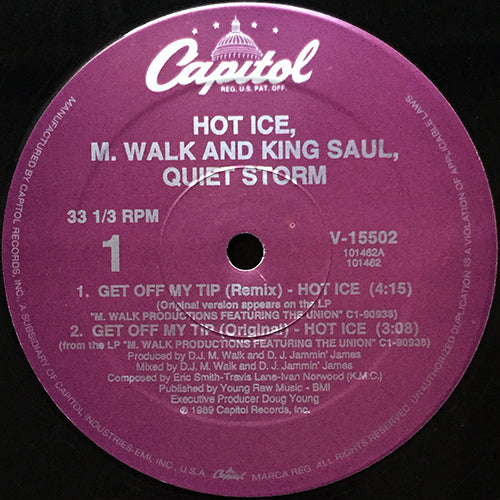 Capitol
REG. U.S. PAT. OFF.
HOT ICE,
M. WALK AND KING SAUL,
QUIET STORM
33 1/3 RPM
1
V-15502
101462A
101462
1. GET OFF MY TIP (Remix) - HOT ICE (4:15)
(Original version appears on the LP
"M. WALK PRODUCTIONS FEATURING THE UNION" C1-90938)
2. GET OFF MY TIP (Original) - HOT ICE (3:08)
(from the LP "M. WALK PRODUCTIONS FEATURING THE UNION" C1-90938)
Produced by D.J. M. Walk and D. J. Jammin' James
Mixed by D.J. M. Walk and D. J. Jammin' James
Composed by Eric Smith-Travis Lane-Ivan Norwood (K.M.C.)
Published by Young Raw Music - BMI
Executive Producer Doug Young
℗ 1989 Capitol Records, Inc.
MANUFACTURED BY CAPITOL RECORDS, INC., A SUBSIDIARY OF CAPITOL INDUSTRIES-EMI, INC., U.S.A.
Capitol
MARCA REG. ALL RIGHTS RESERVED. UNAUTHORIZED DUPLICATION IS A VIOLATION OF APPLICABLE LAWS.